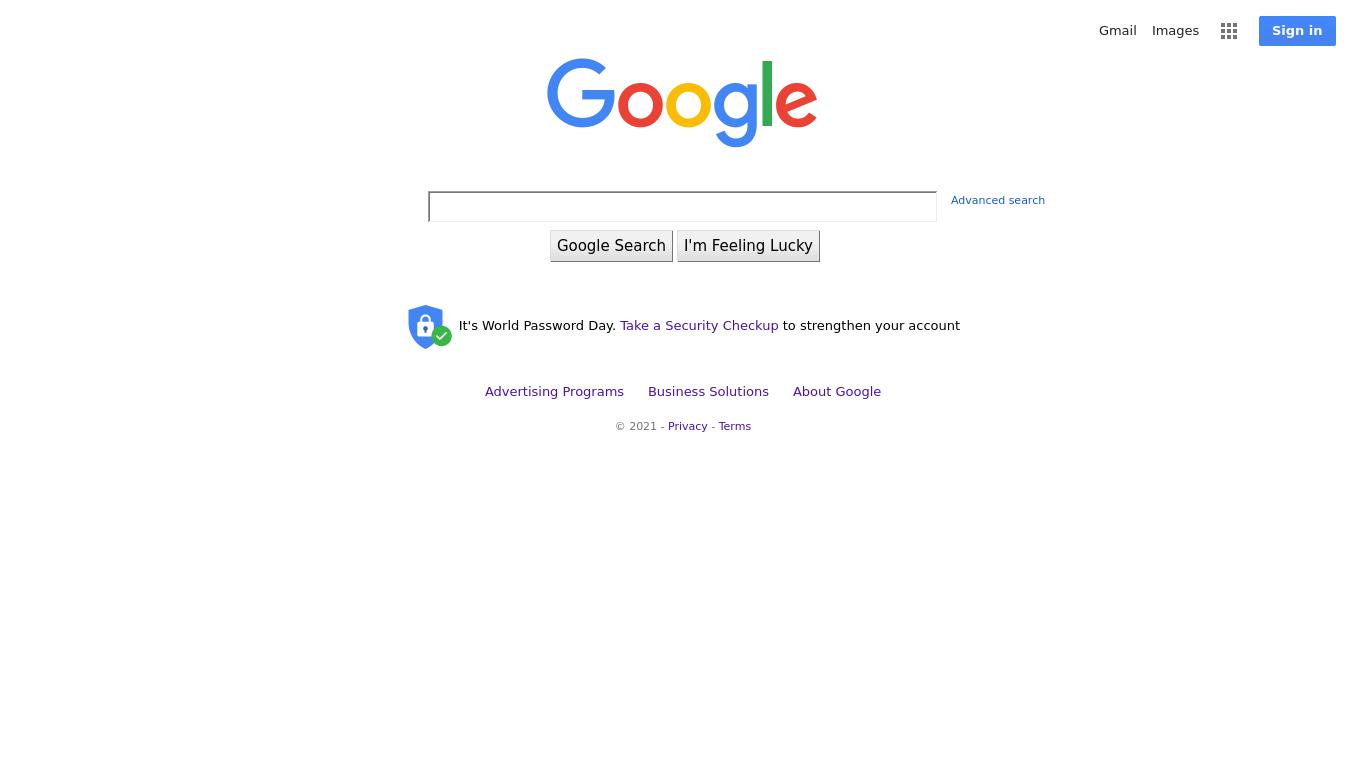 Gmail Images Sign in
Google
Advanced search
Google Search I'm Feeling Lucky
It's World Password Day. Take a Security Checkup to strengthen your account
Advertising Programs Business Solutions About Google
© 2021 - Privacy - Terms